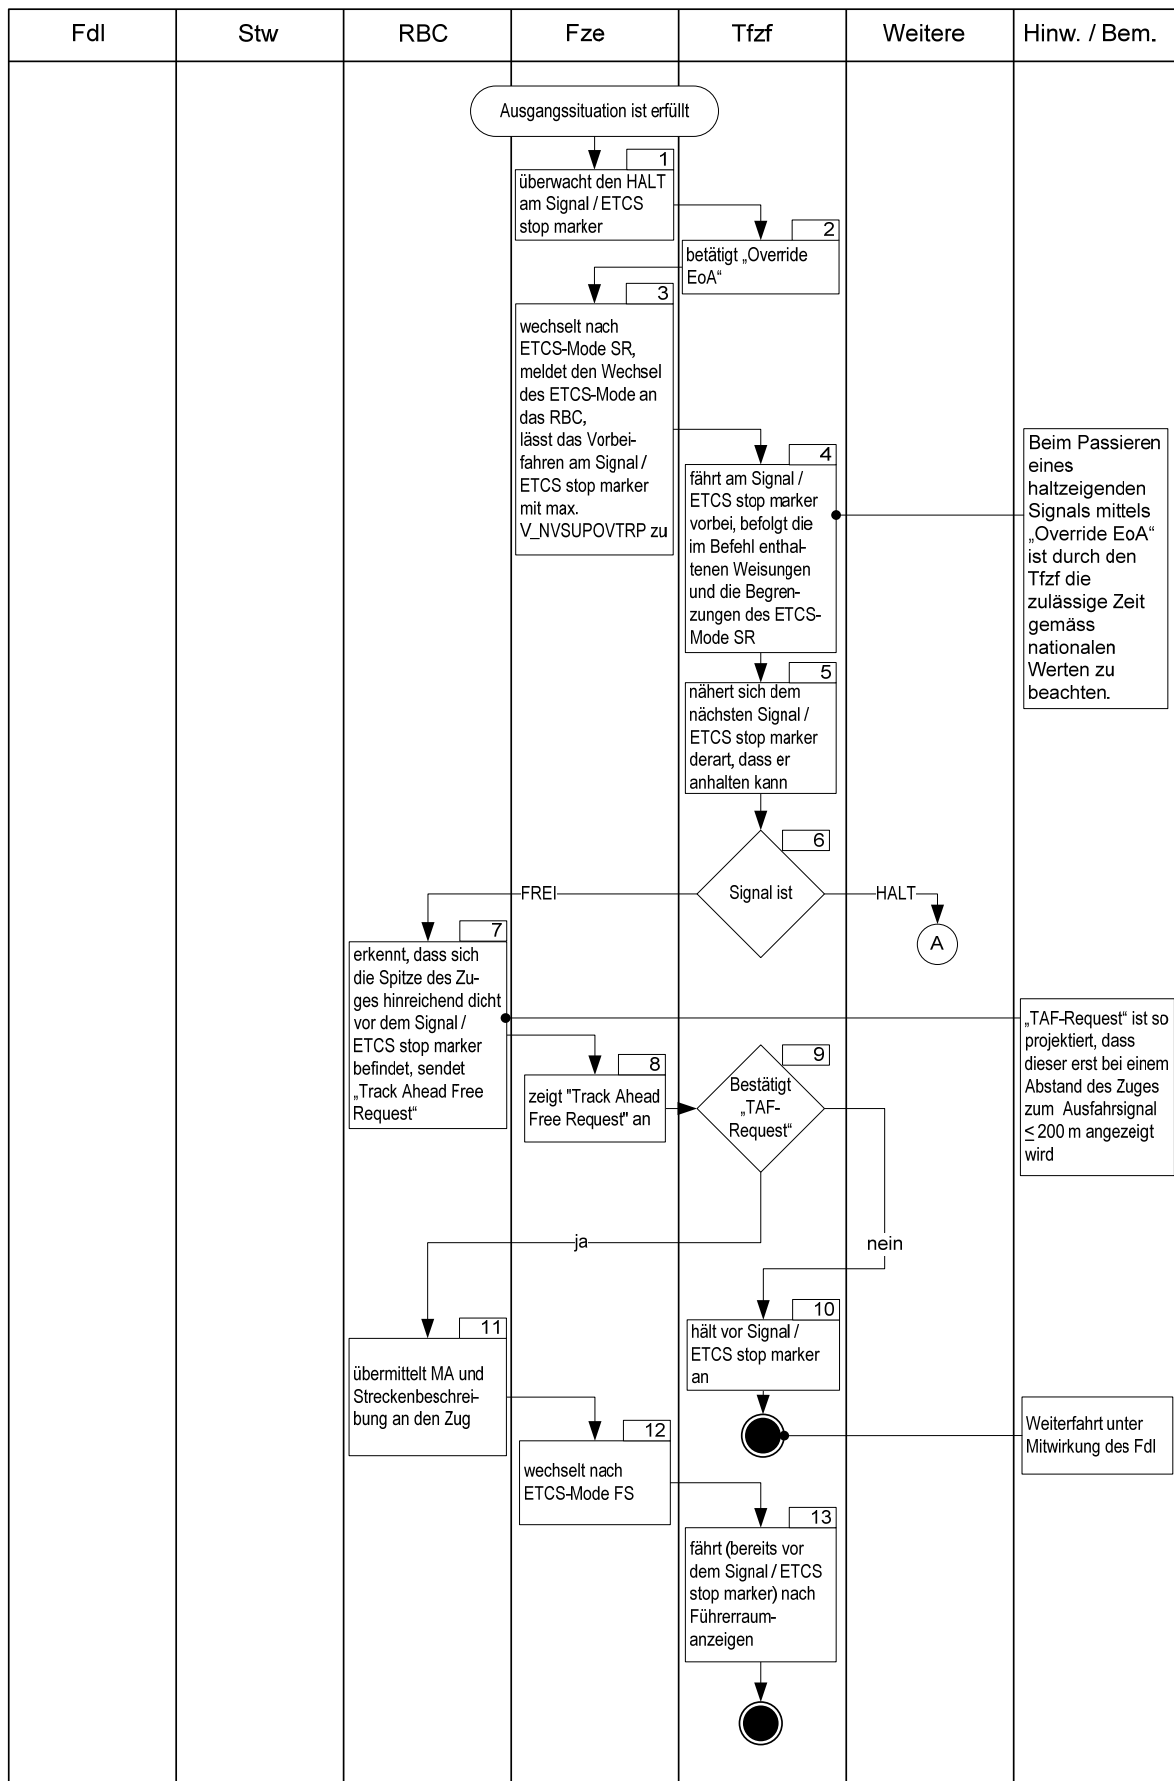 Fdl
Stw
RBC
Fze
Tfzf
Weitere
Hinw. / Bem.
Ausgangssituation ist erfüllt
1
überwacht den HALT
am Signal / ETCS
stop marker
2
betätigt „Override
EoA“
3
wechselt nach
ETCS-Mode SR,
meldet den Wechsel
des ETCS-Mode an
das RBC,
lässt das Vorbei-
fahren am Signal /
ETCS stop marker
mit max.
V_NVSUPOVTRP zu
4
fährt am Signal /
ETCS stop marker
vorbei, befolgt die
im Befehl enthal-
tenen Weisungen
und die Begren-
zungen des ETCS-
Mode SR
Beim Passieren
eines
haltzeigenden
Signals mittels
„Override EoA“
ist durch den
Tfzf die
zulässige Zeit
gemäss
nationalen
Werten zu
beachten.
5
nähert sich dem
nächsten Signal /
ETCS stop marker
derart, dass er
anhalten kann
6
Signal ist
FREI
HALT
A
7
erkennt, dass sich
die Spitze des Zu-
ges hinreichend dicht
vor dem Signal /
ETCS stop marker
befindet, sendet
„Track Ahead Free
Request“
„TAF-Request“ ist so
projektiert, dass
dieser erst bei einem
Abstand des Zuges
zum Ausfahrsignal
≤ 200 m angezeigt
wird
8
zeigt "Track Ahead
Free Request" an
9
Bestätigt
„TAF-
Request“
ja
nein
10
hält vor Signal /
ETCS stop marker
an
11
übermittelt MA und
Streckenbeschrei-
bung an den Zug
Weiterfahrt unter
Mitwirkung des Fdl
12
wechselt nach
ETCS-Mode FS
13
fährt (bereits vor
dem Signal / ETCS
stop marker) nach
Führerraum-
anzeigen